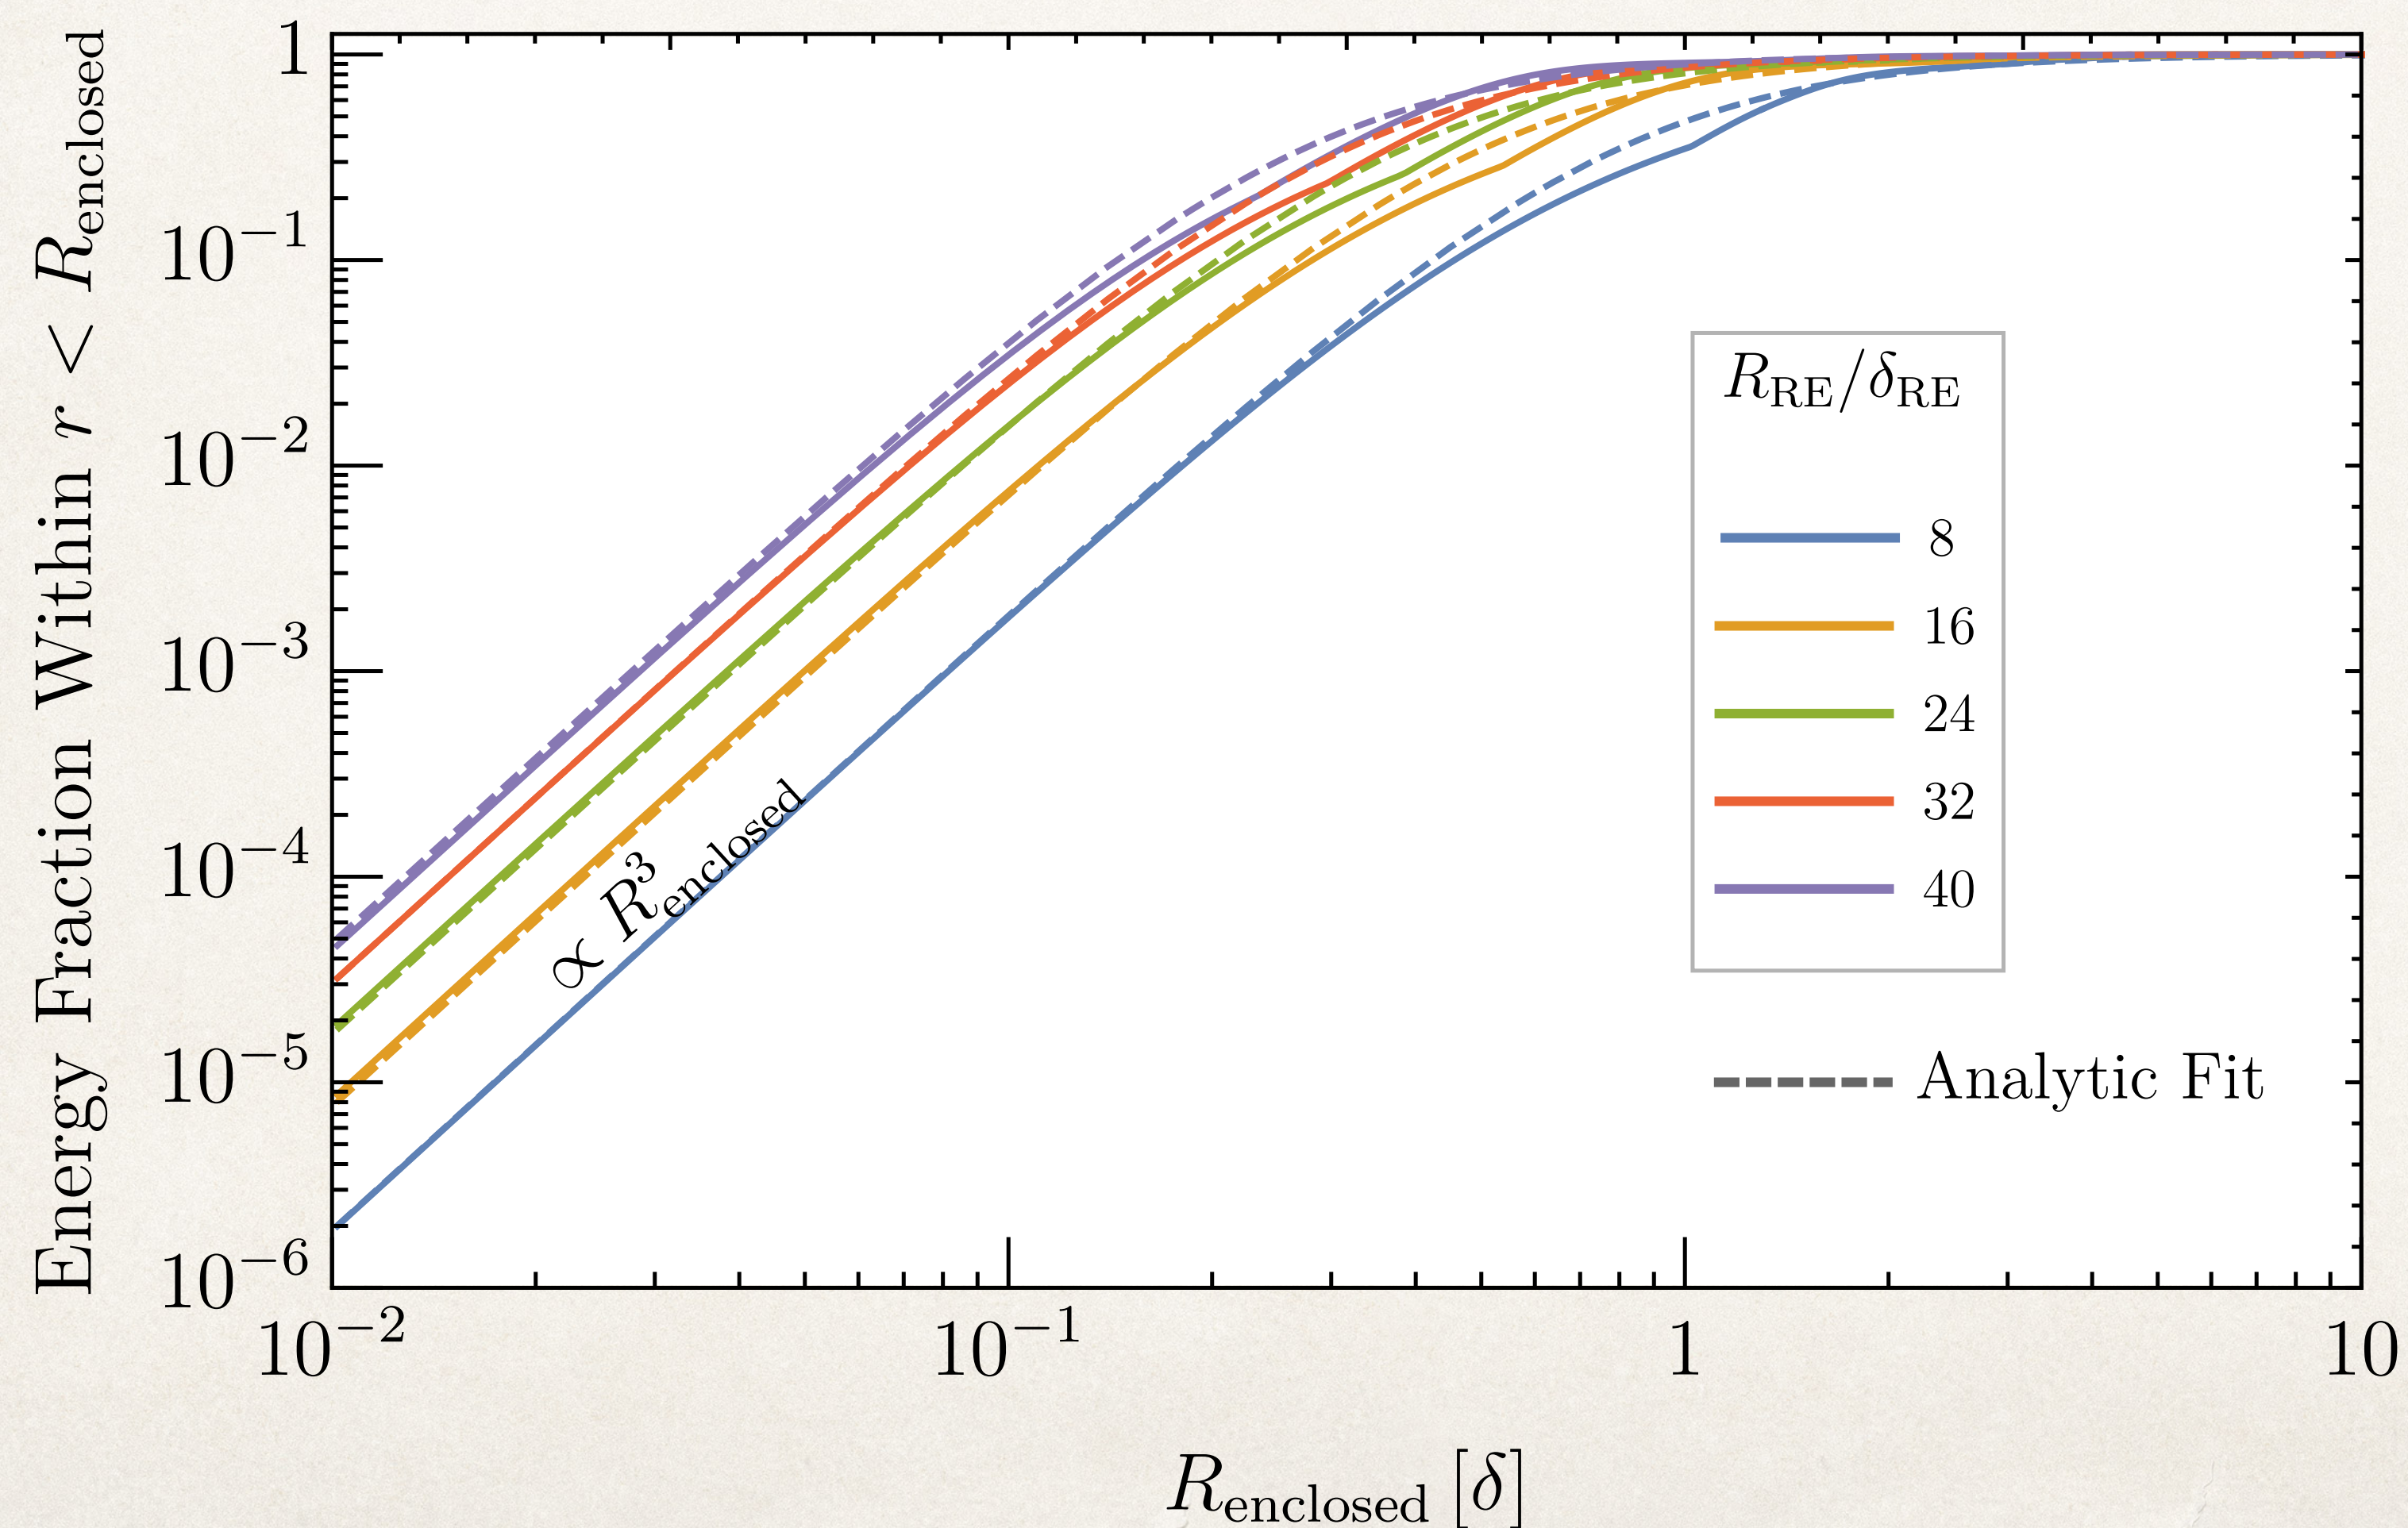 Energy Fraction Within r < R_enclosed
1
10^−1
10^−2
10^−3
10^−4
10^−5
10^−6
∝ R^3_enclosed
R_RE/δ_RE
8
16
24
32
40
Analytic Fit
10^−2 10^−1 1 10
R_enclosed [δ]